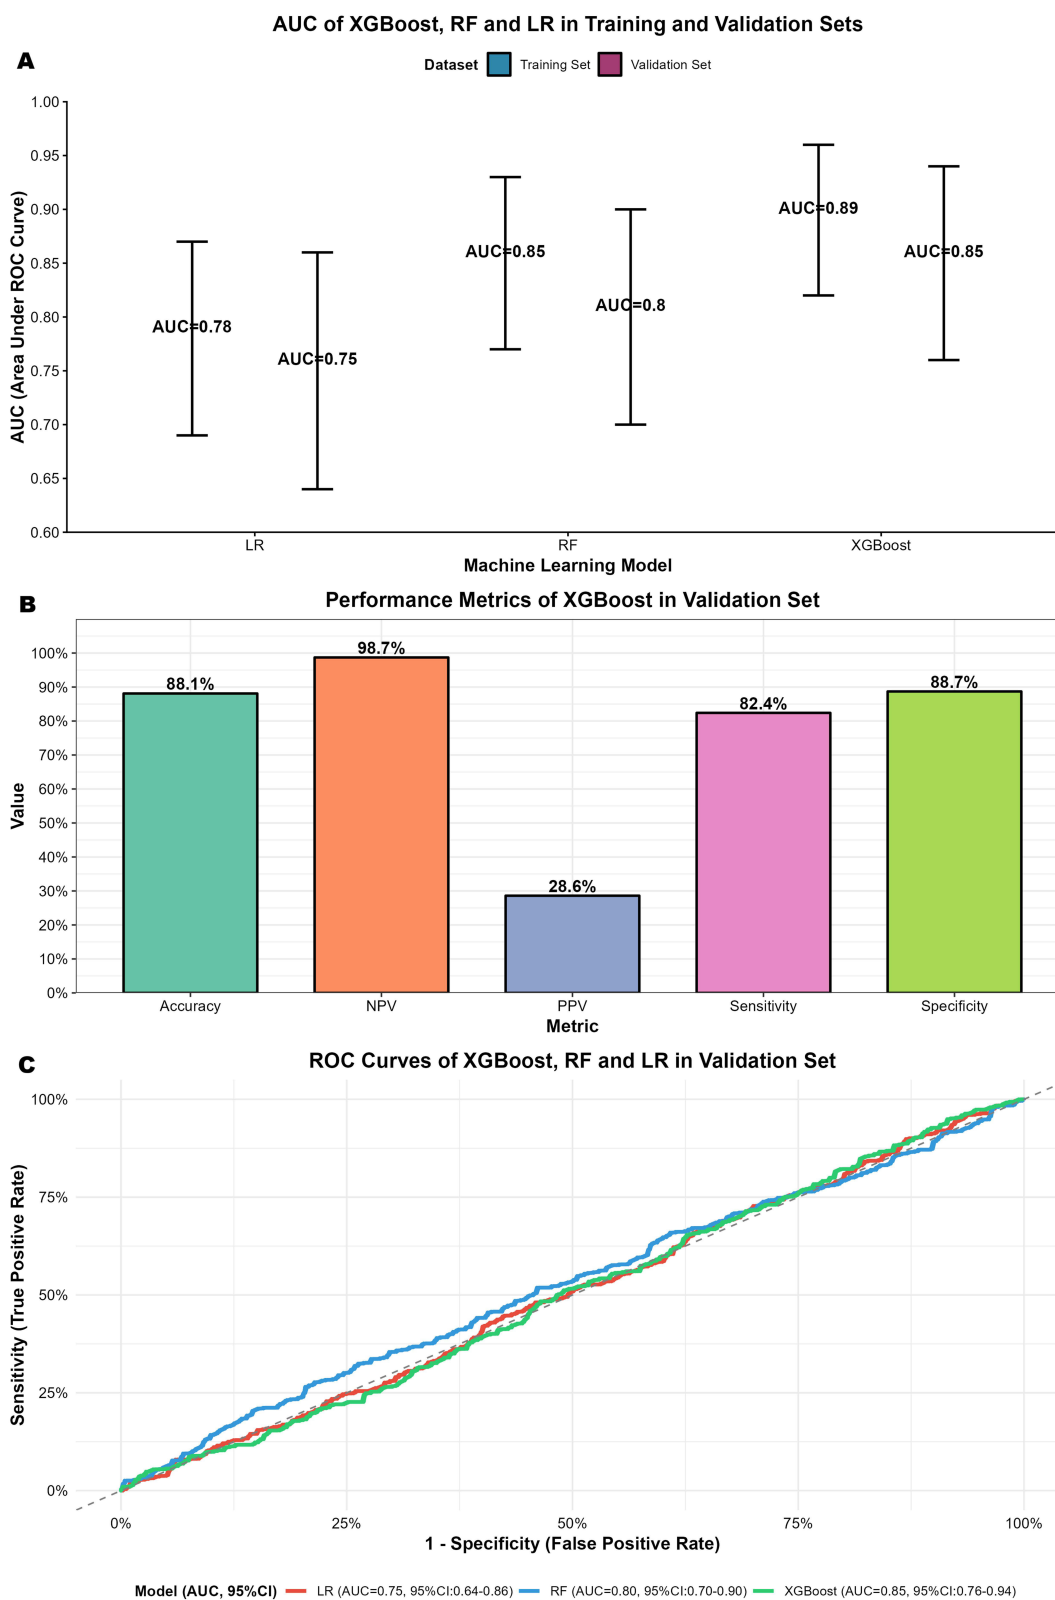 AUC of XGBoost, RF and LR in Training and Validation Sets
A
Dataset Training Set Validation Set
AUC (Area Under ROC Curve)
1.00
0.95
0.90
0.85
0.80
0.75
0.70
0.65
0.60
AUC=0.78
AUC=0.75
AUC=0.85
AUC=0.8
AUC=0.89
AUC=0.85
LR RF XGBoost
Machine Learning Model
B
Performance Metrics of XGBoost in Validation Set
Value
100%
90%
80%
70%
60%
50%
40%
30%
20%
10%
0%
88.1%
98.7%
28.6%
82.4%
88.7%
Accuracy NPV PPV Sensitivity Specificity
Metric
C
ROC Curves of XGBoost, RF and LR in Validation Set
Sensitivity (True Positive Rate)
100%
75%
50%
25%
0%
0% 25% 50% 75% 100%
1 - Specificity (False Positive Rate)
Model (AUC, 95%CI) LR (AUC=0.75, 95%CI:0.64-0.86) RF (AUC=0.80, 95%CI:0.70-0.90) XGBoost (AUC=0.85, 95%CI:0.76-0.94)